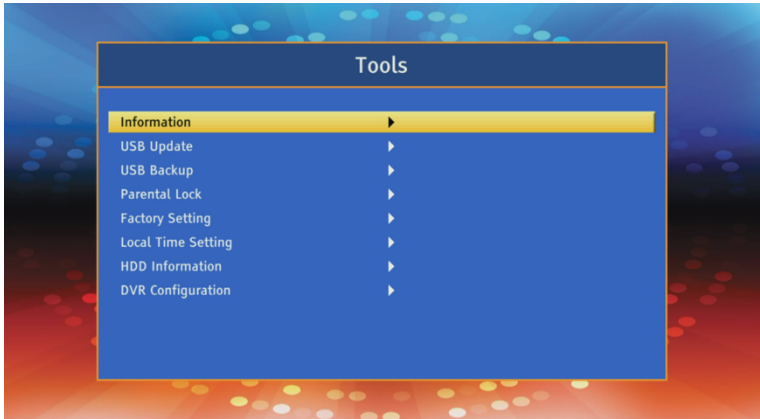 Tools
Information
USB Update
USB Backup
Parental Lock
Factory Setting
Local Time Setting
HDD Information
DVR Configuration